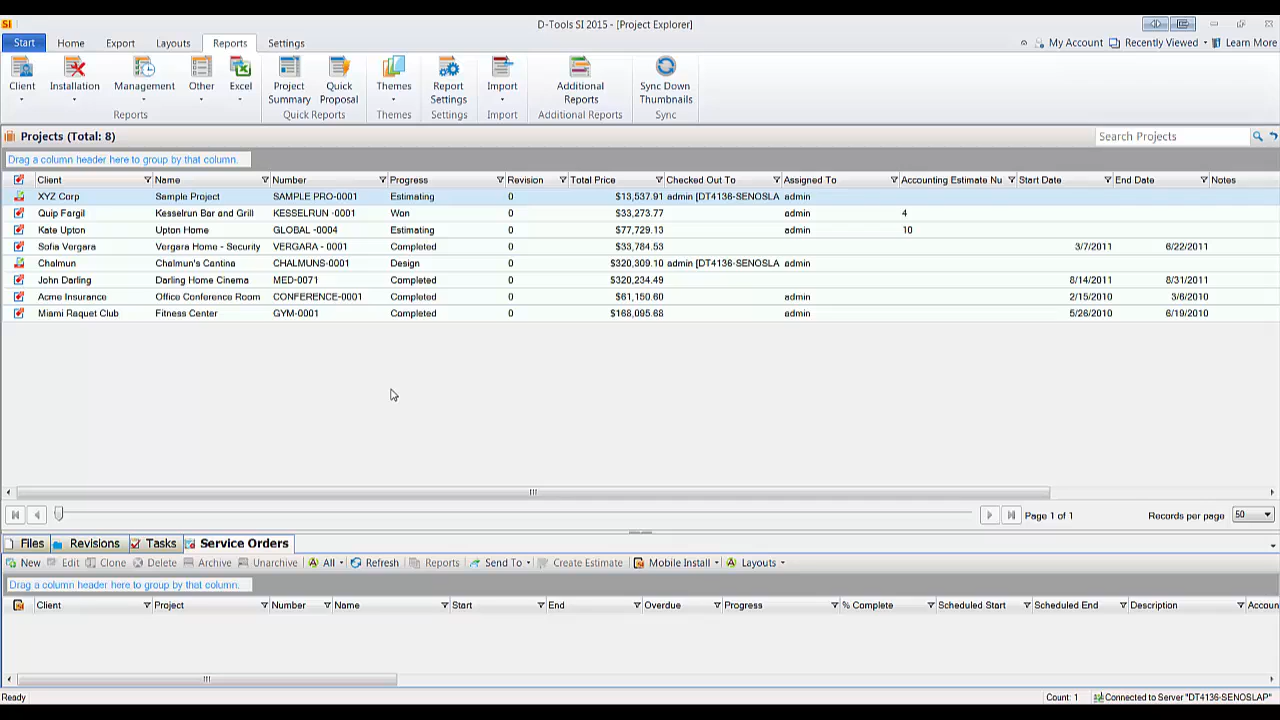 SI D-Tools SI 2015 - [Project Explorer]
Start Home Export Layouts Reports Settings My Account Recently Viewed Learn More
Client Installation Management Other Excel Project Summary Quick Proposal Themes Report Settings Import Additional Reports Sync Down Thumbnails
Reports Quick Reports Themes Settings Import Additional Reports Sync
Projects (Total: 8) Search Projects
Drag a column header here to group by that column.
Client Name Number Progress Revision Total Price Checked Out To Assigned To Accounting Estimate Nu Start Date End Date Notes
XYZ Corp Sample Project SAMPLE PRO-0001 Estimating 0 $13,537.91 admin [DT4136-SENOSLA admin
Quip Fargil Kesselrun Bar and Grill KESSELRUN -0001 Won 0 $33,273.77 admin 4
Kate Upton Upton Home GLOBAL -0004 Estimating 0 $77,729.13 admin 10
Sofia Vergara Vergara Home - Security VERGARA - 0001 Completed 0 $33,784.53 3/7/2011 6/22/2011
Chalmun Chalmun's Cantina CHALMUNS-0001 Design 0 $320,309.10 admin [DT4136-SENOSLA admin
John Darling Darling Home Cinema MED-0071 Completed 0 $320,234.49 8/14/2011 8/31/2011
Acme Insurance Office Conference Room CONFERENCE-0001 Completed 0 $61,150.60 admin 2/15/2010 3/6/2010
Miami Raquet Club Fitness Center GYM-0001 Completed 0 $168,095.68 admin 5/26/2010 6/19/2010
Page 1 of 1 Records per page 50
Files Revisions Tasks Service Orders
New Edit Clone Delete Archive Unarchive All Refresh Reports Send To Create Estimate Mobile Install Layouts
Drag a column header here to group by that column.
Client Project Number Name Start End Overdue Progress % Complete Scheduled Start Scheduled End Description Accoun
Ready Count: 1 Connected to Server "DT4136-SENOSLAP"